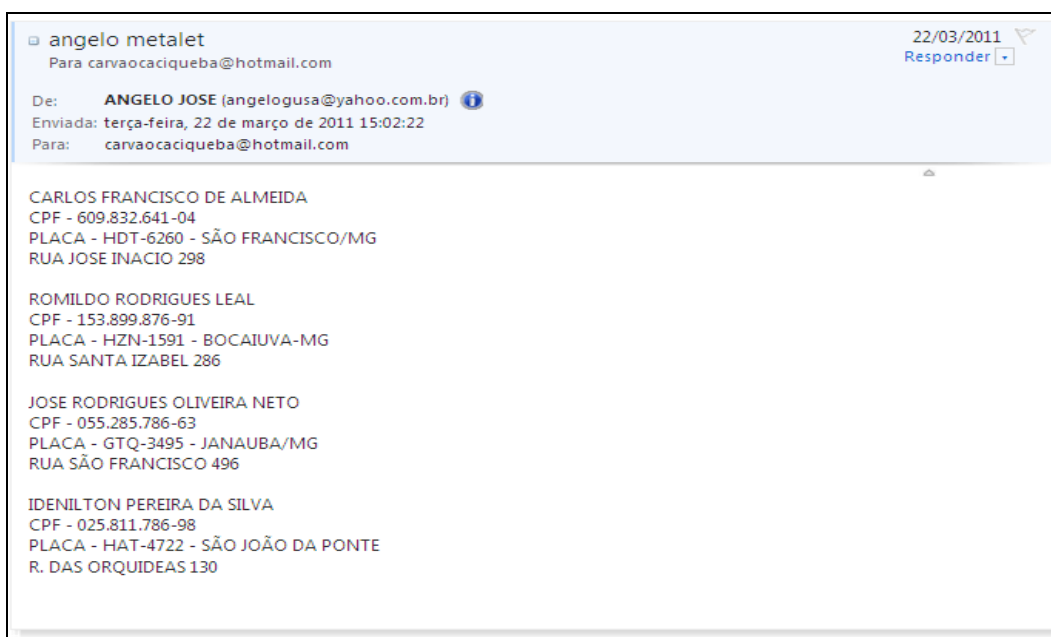 angelo metalet
22/03/2011
Para carvaocaciqueba@hotmail.com
Responder
De: ANGELO JOSE (angelogusa@yahoo.com.br)
Enviada: terça-feira, 22 de março de 2011 15:02:22
Para: carvaocaciqueba@hotmail.com
CARLOS FRANCISCO DE ALMEIDA
CPF - 609.832.641-04
PLACA - HDT-6260 - SÃO FRANCISCO/MG
RUA JOSE INACIO 298
ROMILDO RODRIGUES LEAL
CPF - 153.899.876-91
PLACA - HZN-1591 - BOCAIUVA-MG
RUA SANTA IZABEL 286
JOSE RODRIGUES OLIVEIRA NETO
CPF - 055.285.786-63
PLACA - GTQ-3495 - JANAUBA/MG
RUA SÃO FRANCISCO 496
IDENILTON PEREIRA DA SILVA
CPF - 025.811.786-98
PLACA - HAT-4722 - SÃO JOÃO DA PONTE
R. DAS ORQUIDEAS 130